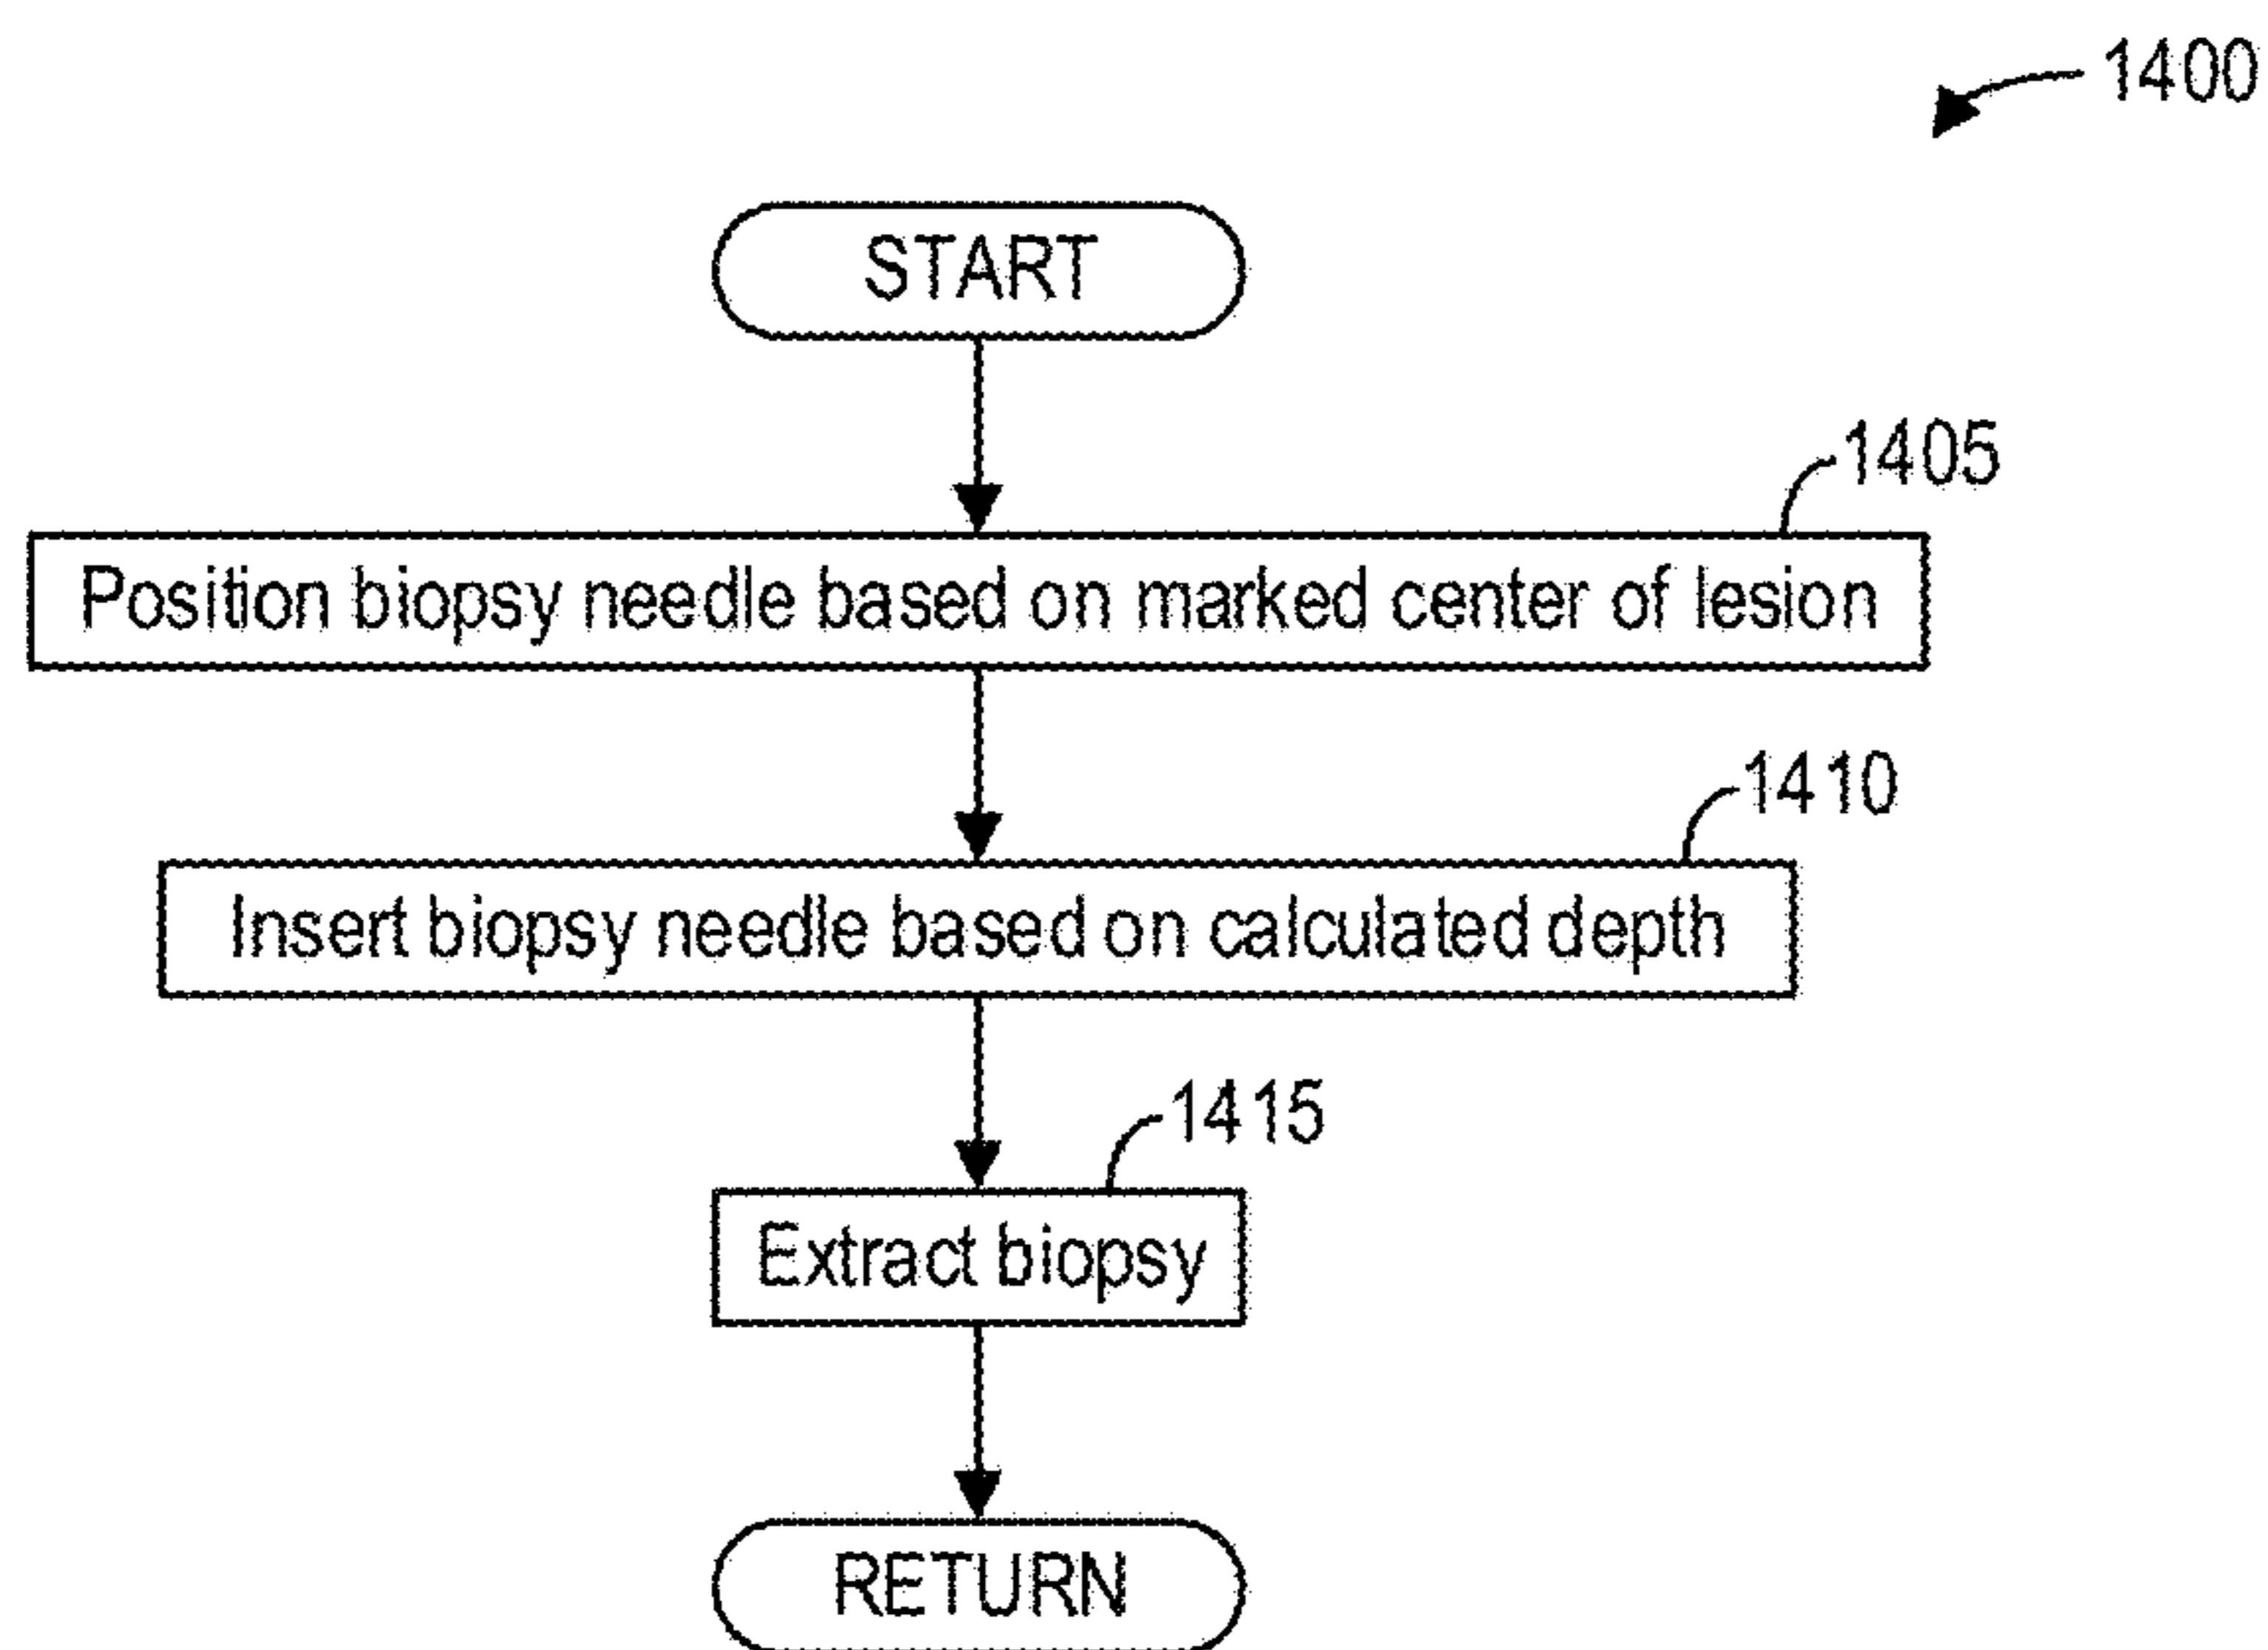 1400
START
1405
Position biopsy needle based on marked center of lesion
1410
Insert biopsy needle based on calculated depth
1415
Extract biopsy
RETURN